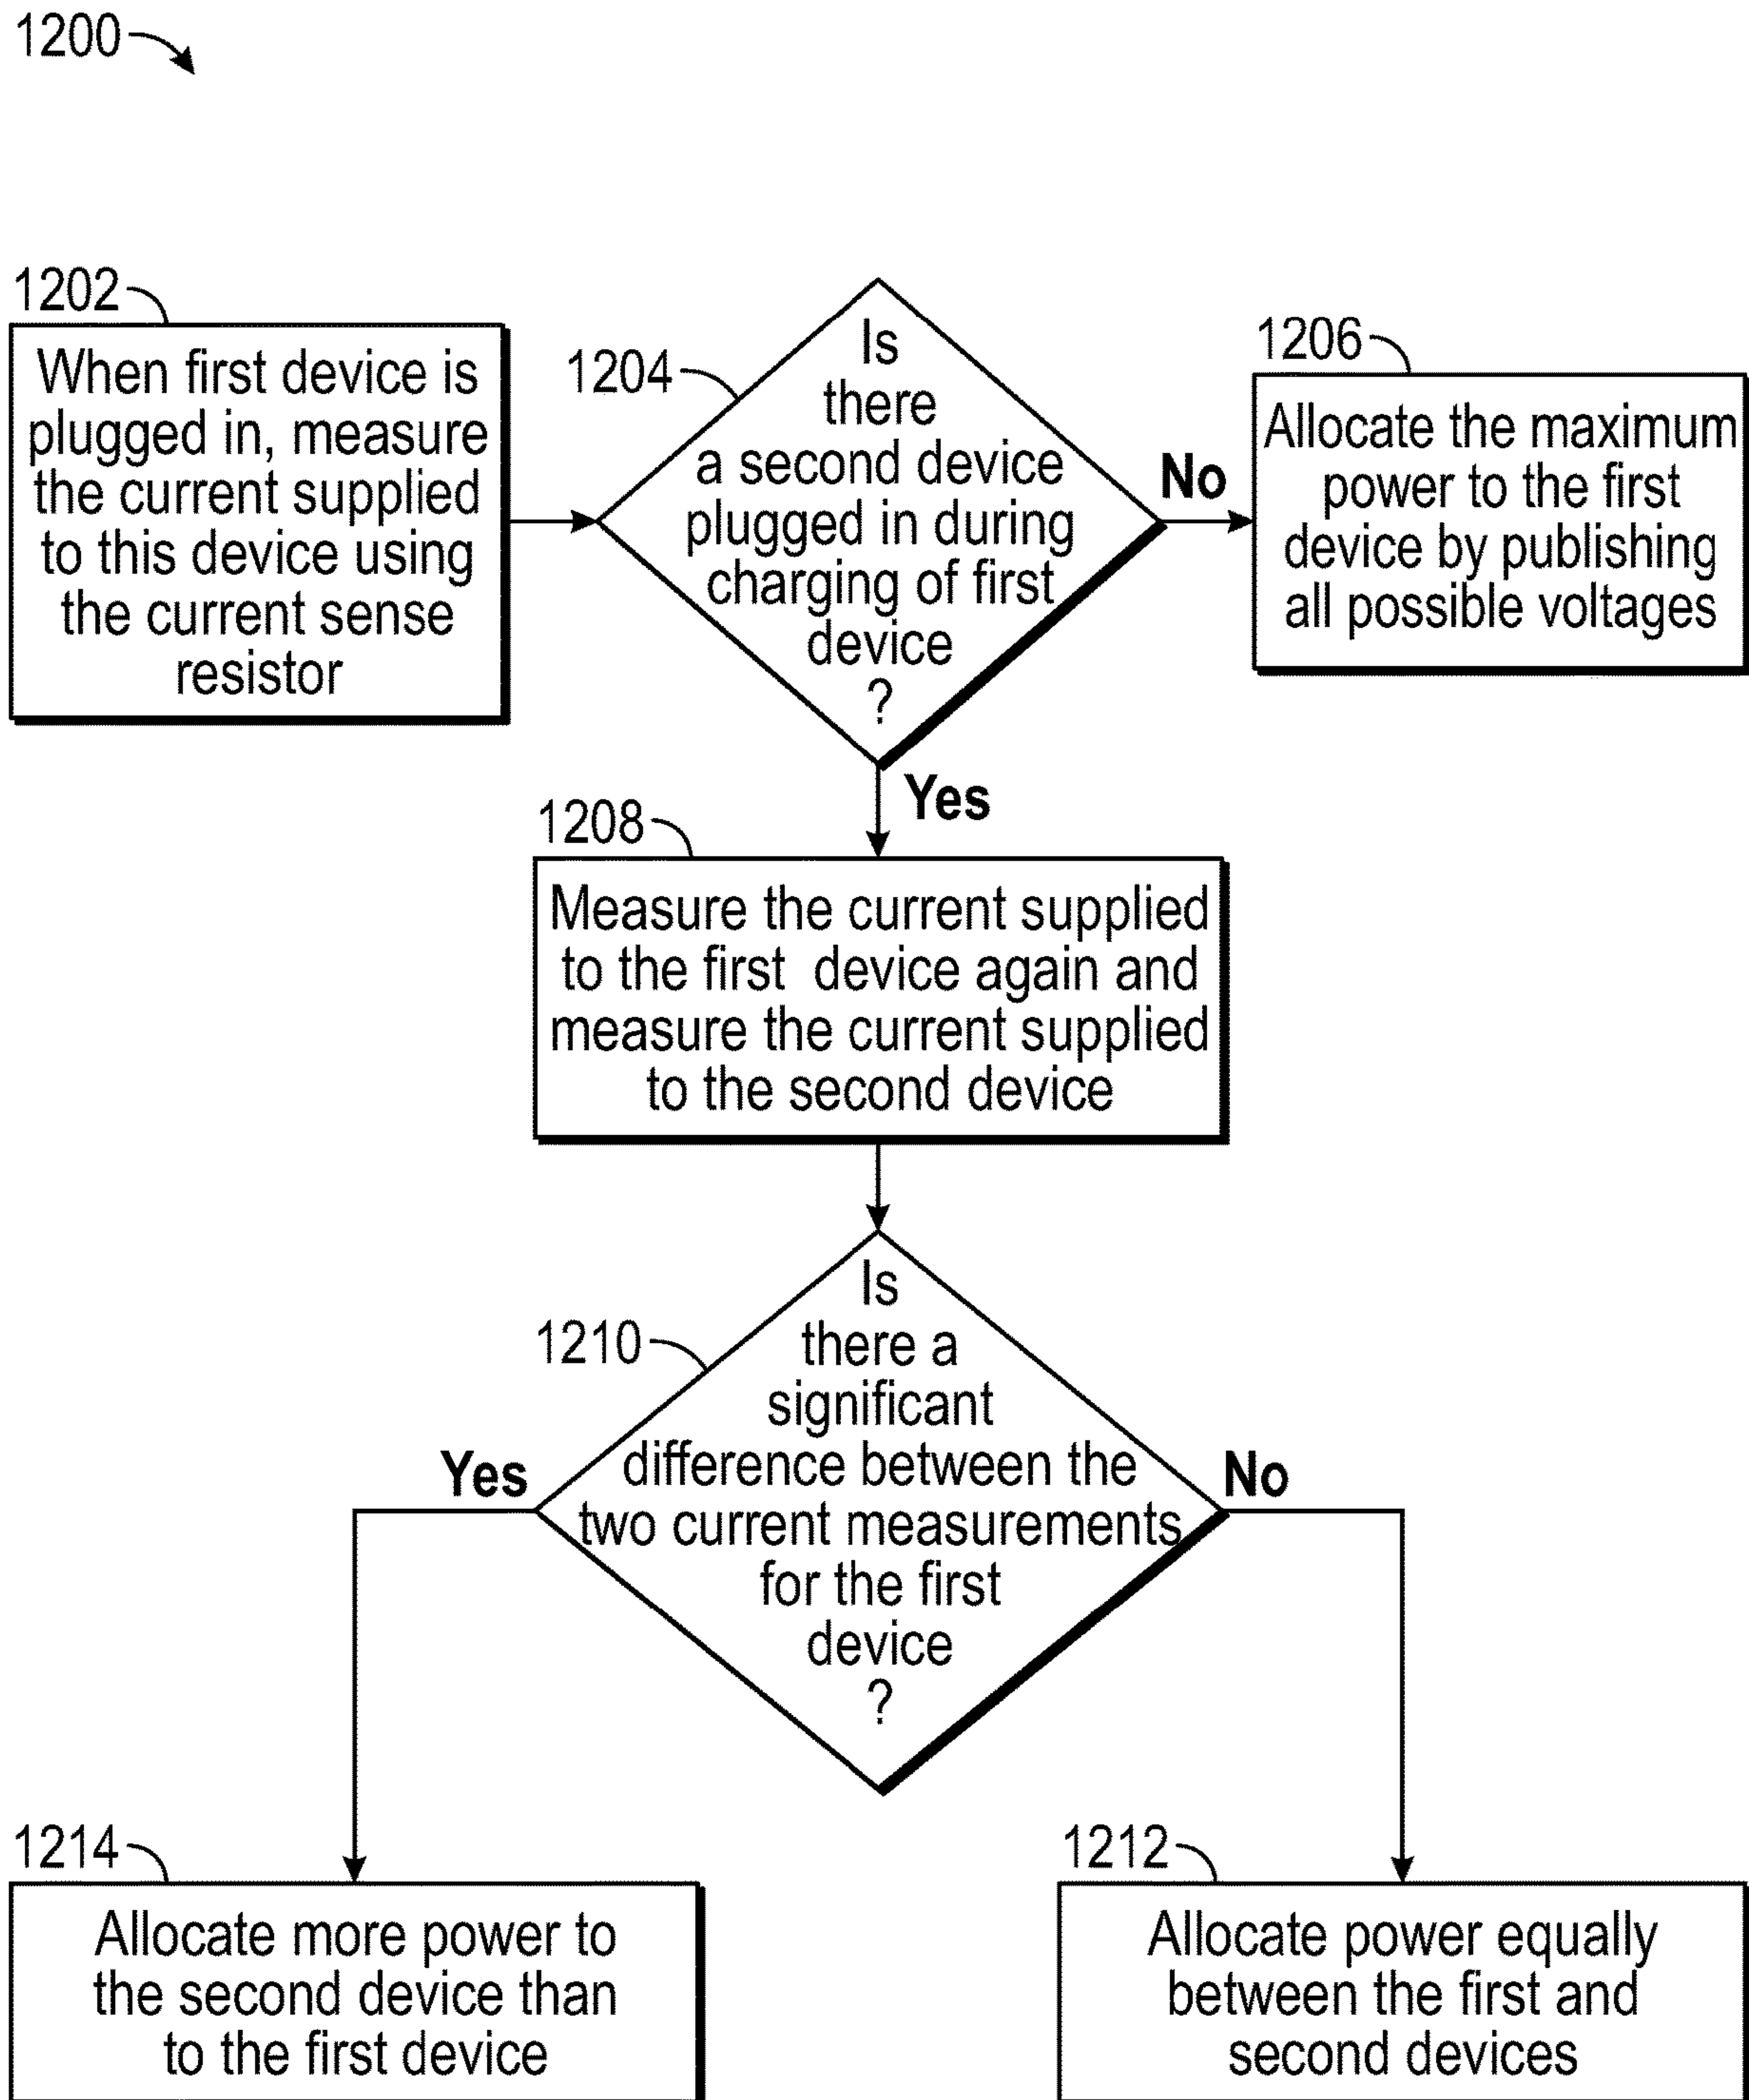 1200
1202
When first device is
plugged in, measure
the current supplied
to this device using
the current sense
resistor
1204
Is
there
a second device
plugged in during
charging of first
device
?
No
1206
Allocate the maximum
power to the first
device by publishing
all possible voltages
Yes
1208
Measure the current supplied
to the first device again and
measure the current supplied
to the second device
1210
Is
there a
significant
difference between the
two current measurements
for the first
device
?
Yes
No
1214
Allocate more power to
the second device than
to the first device
1212
Allocate power equally
between the first and
second devices